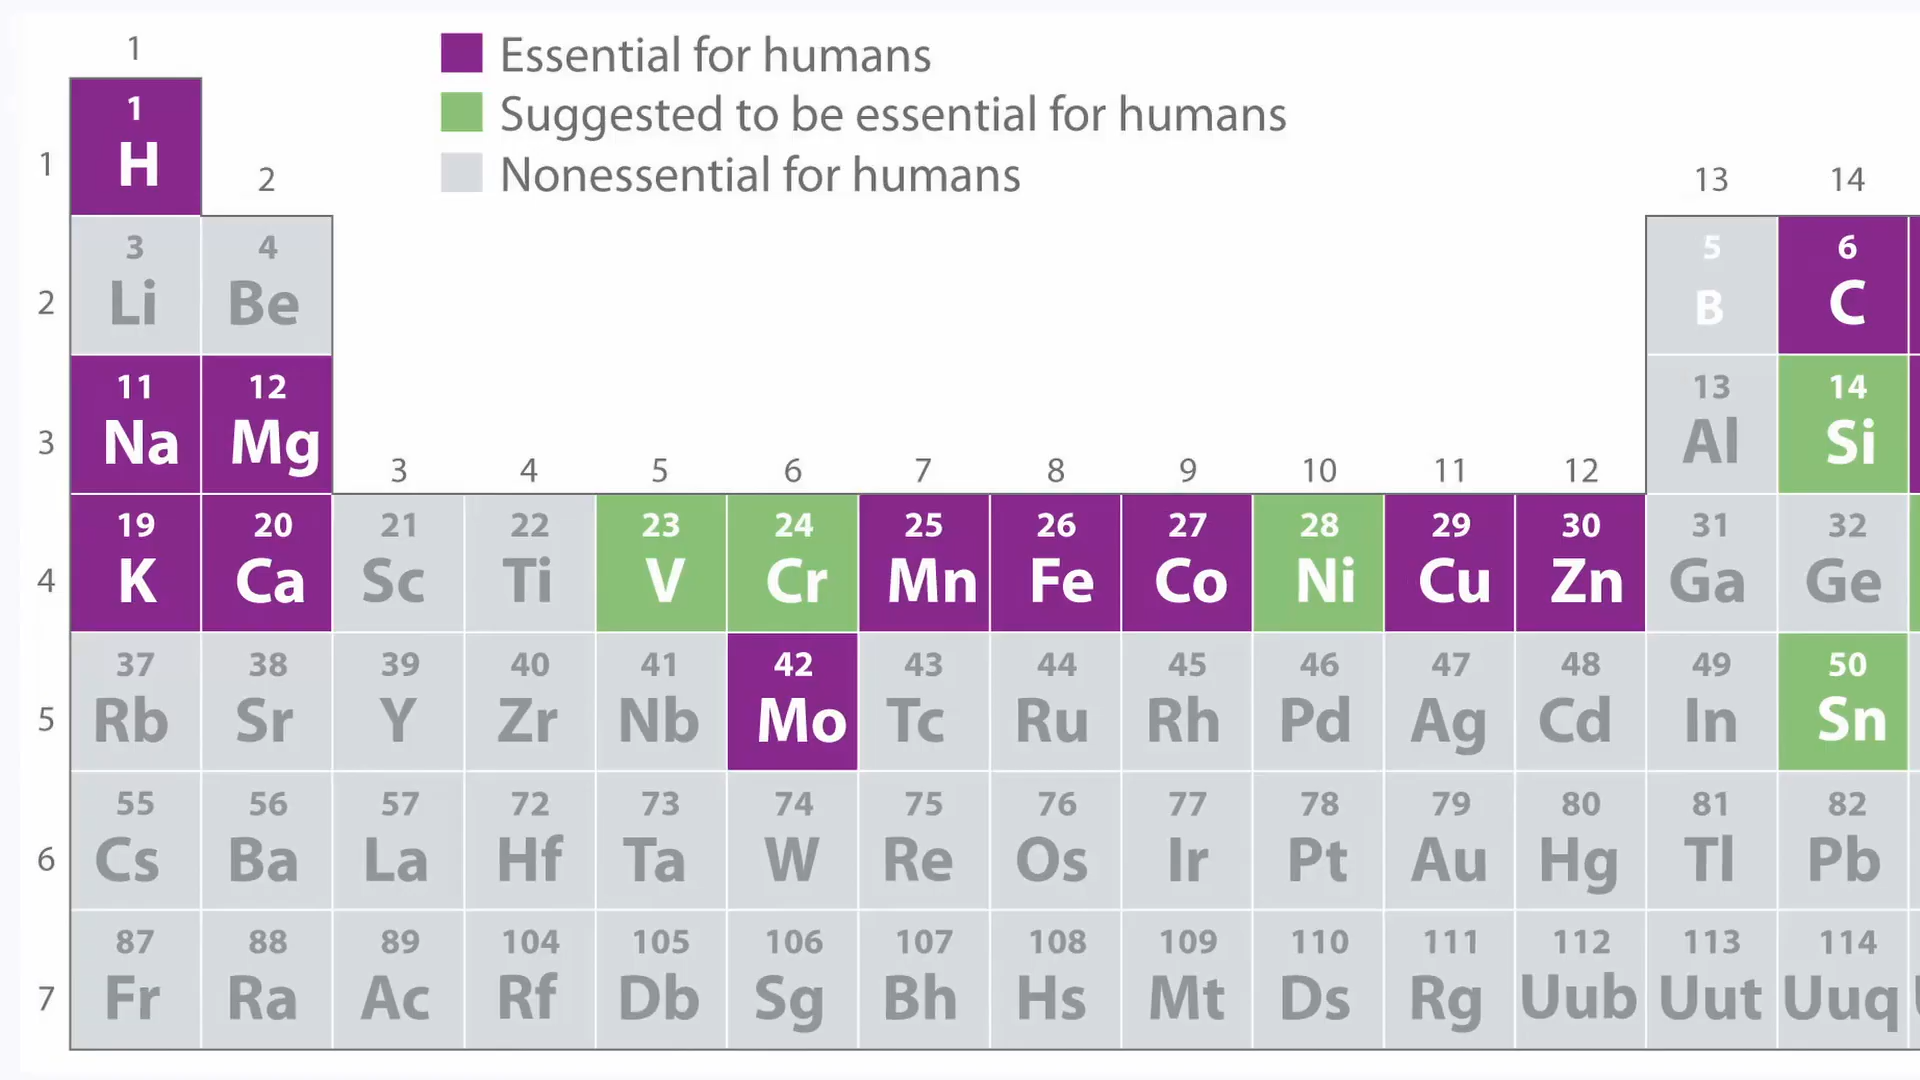 1
Essential for humans
Suggested to be essential for humans
Nonessential for humans
2 13 14
1 1 H
2 3 Li 4 Be 5 B 6 C
3 11 Na 12 Mg 13 Al 14 Si
3 4 5 6 7 8 9 10 11 12
4 19 K 20 Ca 21 Sc 22 Ti 23 V 24 Cr 25 Mn 26 Fe 27 Co 28 Ni 29 Cu 30 Zn 31 Ga 32 Ge
5 37 Rb 38 Sr 39 Y 40 Zr 41 Nb 42 Mo 43 Tc 44 Ru 45 Rh 46 Pd 47 Ag 48 Cd 49 In 50 Sn
6 55 Cs 56 Ba 57 La 72 Hf 73 Ta 74 W 75 Re 76 Os 77 Ir 78 Pt 79 Au 80 Hg 81 Tl 82 Pb
7 87 Fr 88 Ra 89 Ac 104 Rf 105 Db 106 Sg 107 Bh 108 Hs 109 Mt 110 Ds 111 Rg 112 Uub 113 Uut 114 Uuq